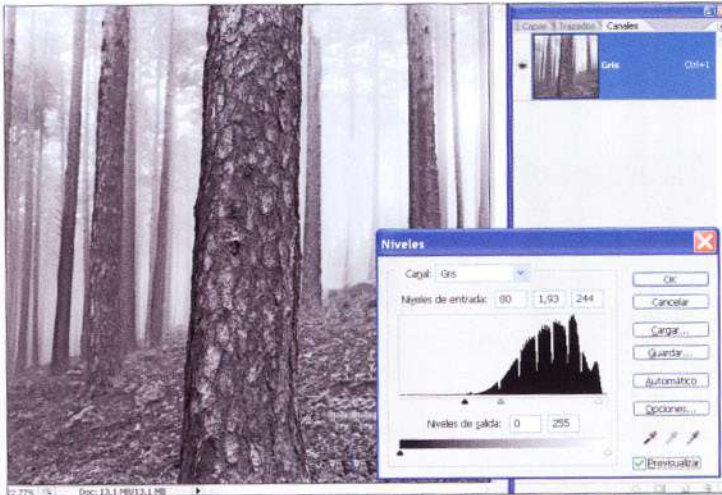 Capas Trazados Canales
Gris Ctrl+1
Niveles
Canal: Gris
Niveles de entrada: 80 1,93 244
OK
Cancelar
Cargar...
Guardar...
Automático
Opciones...
Niveles de salida: 0 255
Previsualizar
Doc: 13,1 MB/13,1 MB